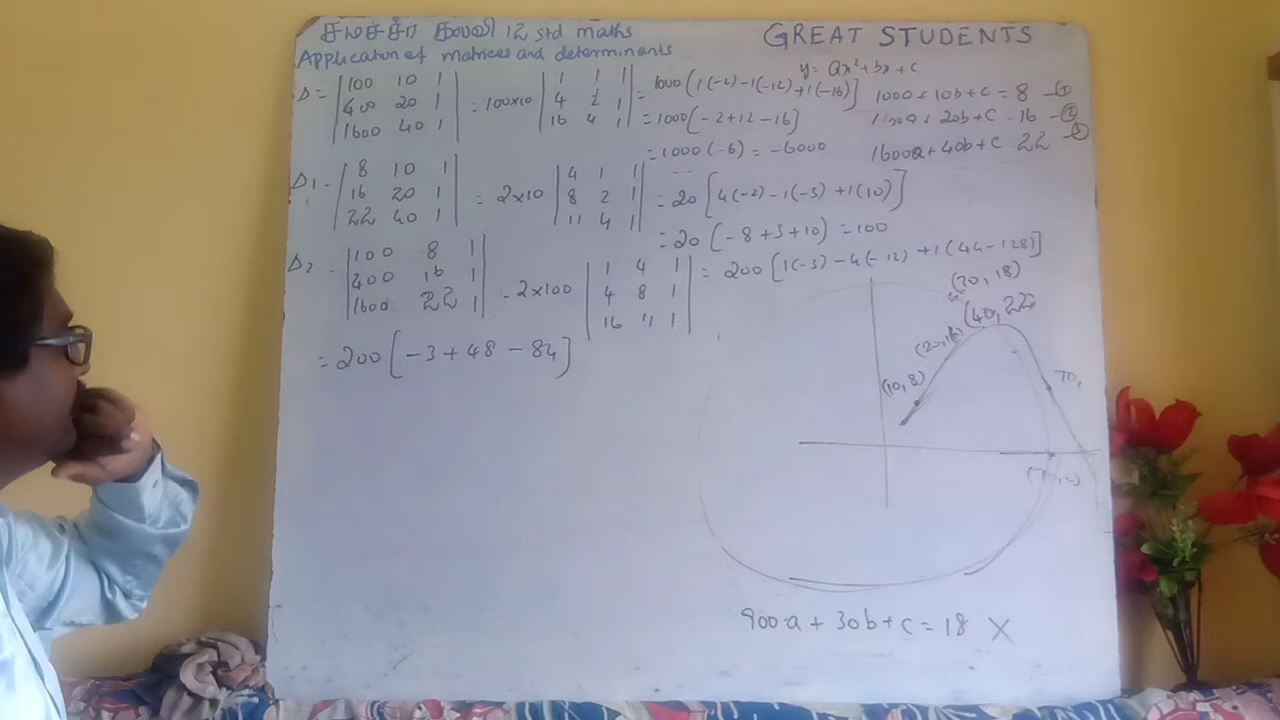 சமச்சீர் கல்வி 12 std maths
GREAT STUDENTS
Application of matrices and determinants
y = ax² + bx + c
Δ = | 100 10 1 | = 100×10 | 1 1 1 | = 1000 (1(-2) - 1(-12) + 1(-16)]
400 20 1 | 4 2 1
1600 40 1 | 16 4 1
= 1000 (-2+12-16]
= 1000 (-6) = -6000
100a + 10b + c = 8 - ①
20b + c = 16 - ②
1600a + 40b + c 22 - ③
Δ1 = | 8 10 1 | = 2×10 | 4 1 1 | = 20 [4(-2) - 1(-3) + 1(10)]
16 20 1 | 8 2 1
22 40 1 | 11 4 1
= 20 (-8+3+10) = 100
Δ2 = | 100 8 1 | = 2×100 | 1 4 1 | = 200 [1(-3) - 4(-12) + 1(44-128)]
400 16 1 | 4 8 1
1600 22 1 | 16 11 1
= 200 [-3 + 48 - 84]
(30, 18)
(40, 22)
(20, 16)
(10, 8)
70,
900a + 30b + c = 18 X